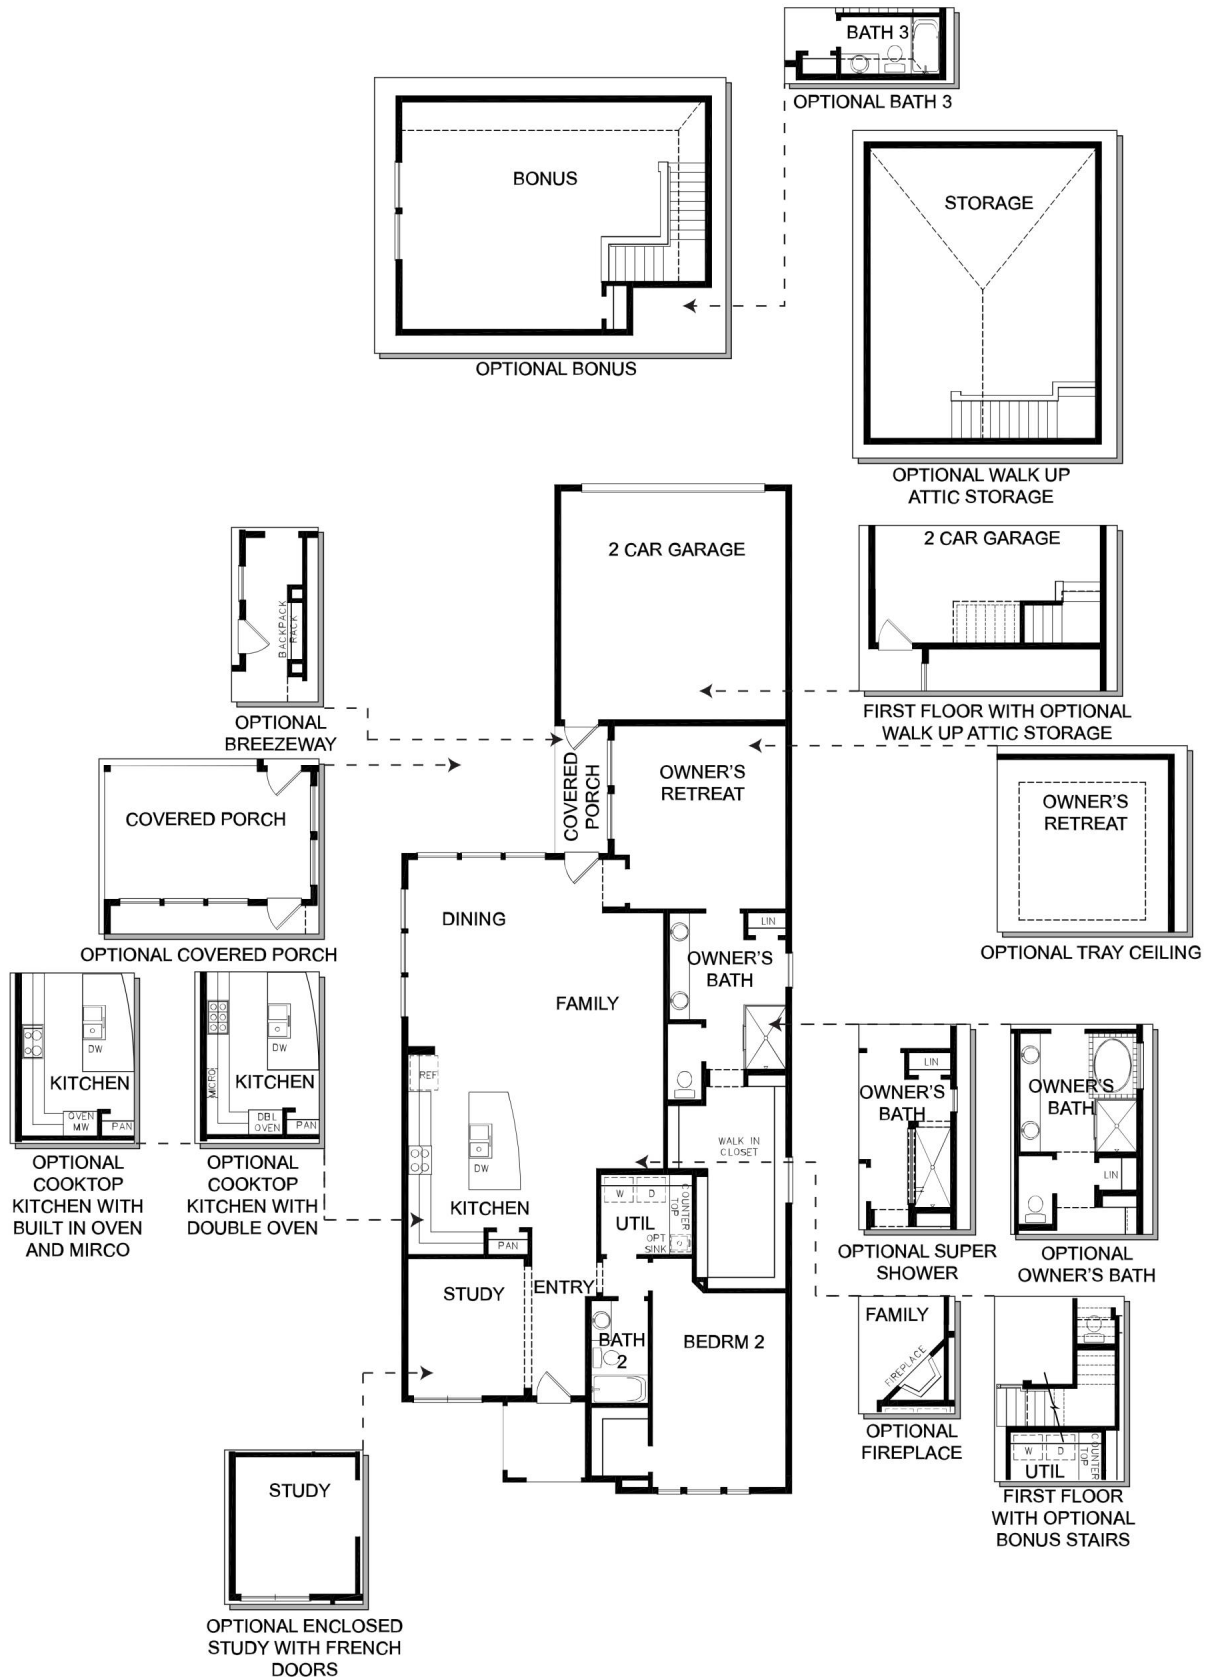 BATH 3
OPTIONAL BATH 3
BONUS
OPTIONAL BONUS
STORAGE
OPTIONAL WALK UP
ATTIC STORAGE
2 CAR GARAGE
2 CAR GARAGE
FIRST FLOOR WITH OPTIONAL
WALK UP ATTIC STORAGE
BACKPACK
RACK
OPTIONAL
BREEZEWAY
COVERED
PORCH
OWNER'S
RETREAT
OWNER'S
RETREAT
OPTIONAL TRAY CEILING
COVERED PORCH
OPTIONAL COVERED PORCH
DINING
LIN
OWNER'S
BATH
FAMILY
DW
KITCHEN
OVEN
MW
PAN
OPTIONAL
COOKTOP
KITCHEN WITH
BUILT IN OVEN
AND MIRCO
DW
MICRO
KITCHEN
DBL
OVEN
PAN
OPTIONAL
COOKTOP
KITCHEN WITH
DOUBLE OVEN
REF
DW
KITCHEN
PAN
WALK IN
CLOSET
W
D
COUNTER
TOP
UTIL
OPT
SINK
LIN
OWNER'S
BATH
OPTIONAL SUPER
SHOWER
OWNER'S
BATH
LIN
OPTIONAL
OWNER'S BATH
STUDY
ENTRY
BATH
2
BEDRM 2
FAMILY
FIREPLACE
OPTIONAL
FIREPLACE
W
D
COUNTER
TOP
UTIL
FIRST FLOOR
WITH OPTIONAL
BONUS STAIRS
STUDY
OPTIONAL ENCLOSED
STUDY WITH FRENCH
DOORS